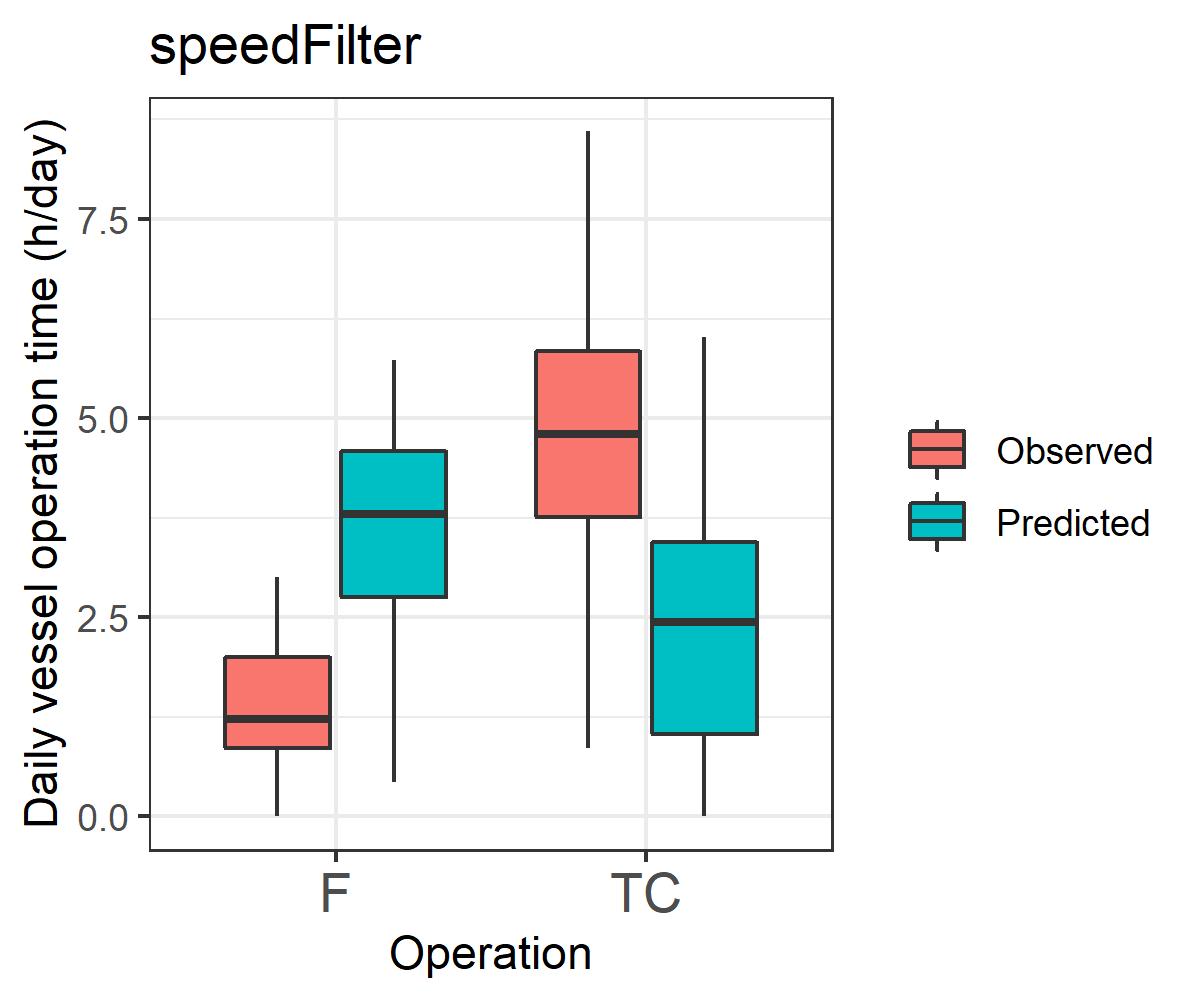 speedFilter
Daily vessel operation time (h/day)
7.5
5.0
2.5
0.0
F
TC
Operation
Observed
Predicted